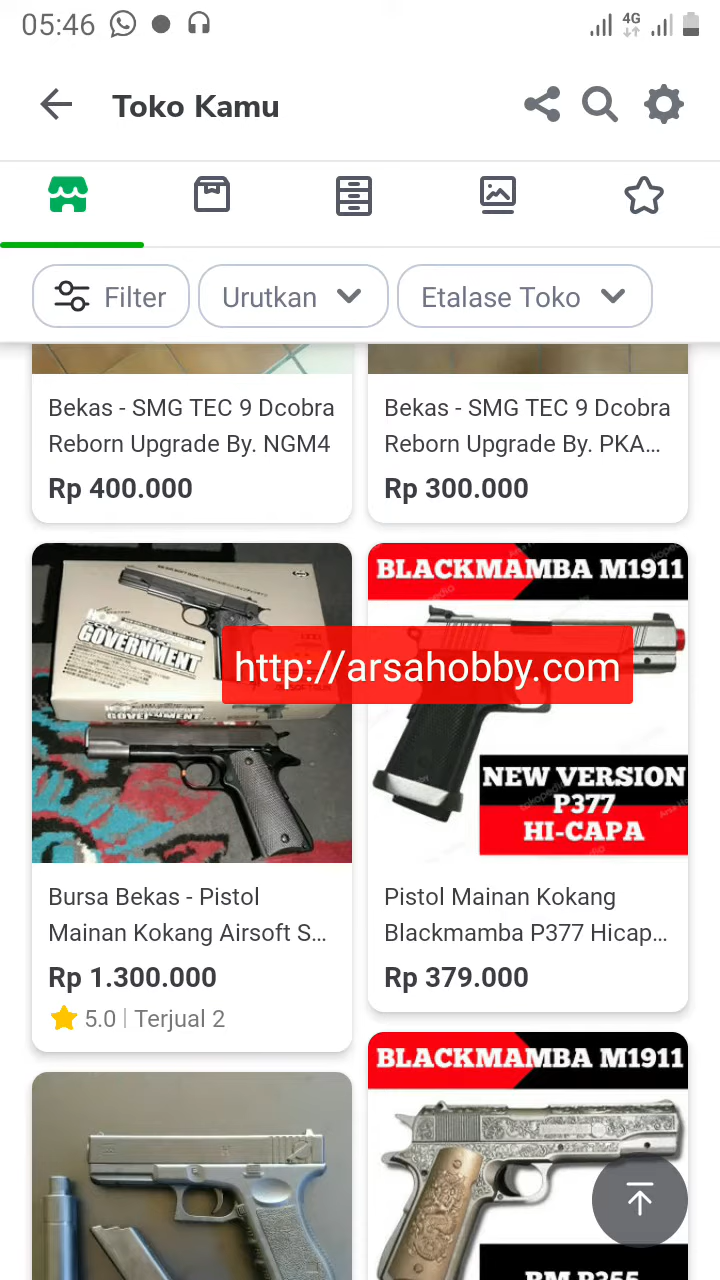 05:46
4G
Toko Kamu
Filter
Urutkan
Etalase Toko
Bekas - SMG TEC 9 Dcobra
Reborn Upgrade By. NGM4
Rp 400.000
Bekas - SMG TEC 9 Dcobra
Reborn Upgrade By. PKA...
Rp 300.000
HOP
GOVERNMENT
GOVERNMENT
BLACKMAMBA M1911
http://arsahobby.com
NEW VERSION
P377
HI-CAPA
Bursa Bekas - Pistol
Mainan Kokang Airsoft S...
Rp 1.300.000
5.0 | Terjual 2
Pistol Mainan Kokang
Blackmamba P377 Hicap...
Rp 379.000
BLACKMAMBA M1911